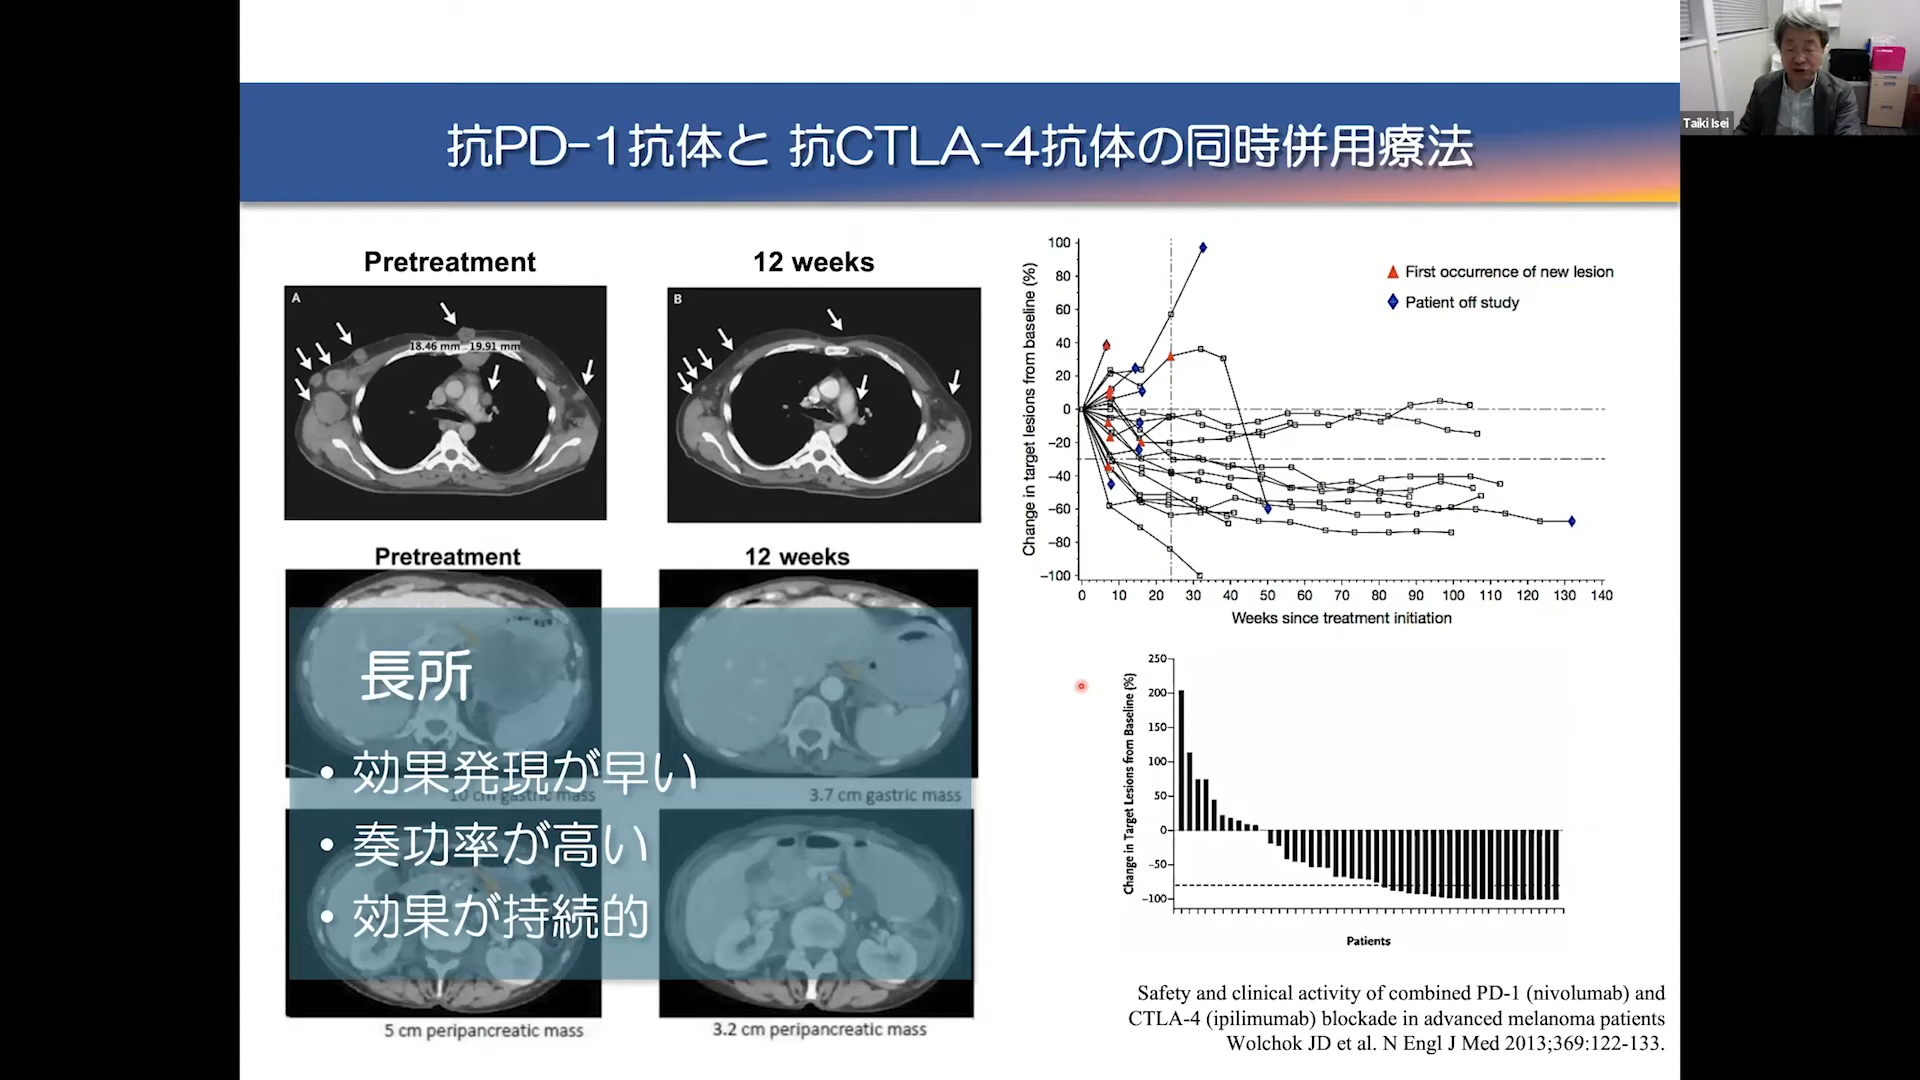 Taiki Isei
抗PD-1抗体と 抗CTLA-4抗体の同時併用療法
Pretreatment
12 weeks
A
18.46 mm
19.91 mm
B
Pretreatment
12 weeks
長所
• 効果発現が早い
• 奏功率が高い
• 効果が持続的
10 cm gastric mass
3.7 cm gastric mass
5 cm peripancreatic mass
3.2 cm peripancreatic mass
Change in target lesions from baseline (%)
100
80
60
40
20
0
−20
−40
−60
−80
−100
0 10 20 30 40 50 60 70 80 90 100 110 120 130 140
Weeks since treatment initiation
First occurrence of new lesion
Patient off study
Change in Target Lesions from Baseline (%)
250
200
150
100
50
0
−50
−100
Patients
Safety and clinical activity of combined PD-1 (nivolumab) and
CTLA-4 (ipilimumab) blockade in advanced melanoma patients
Wolchok JD et al. N Engl J Med 2013;369:122-133.